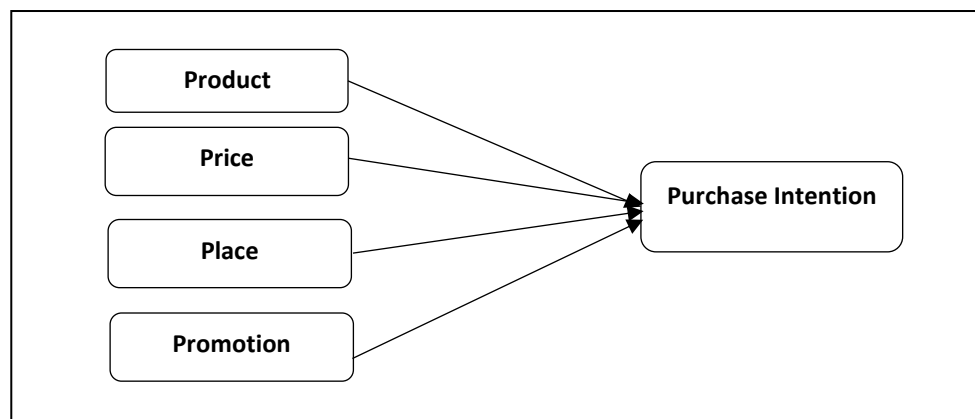 Product
Price
Place
Promotion
Purchase Intention